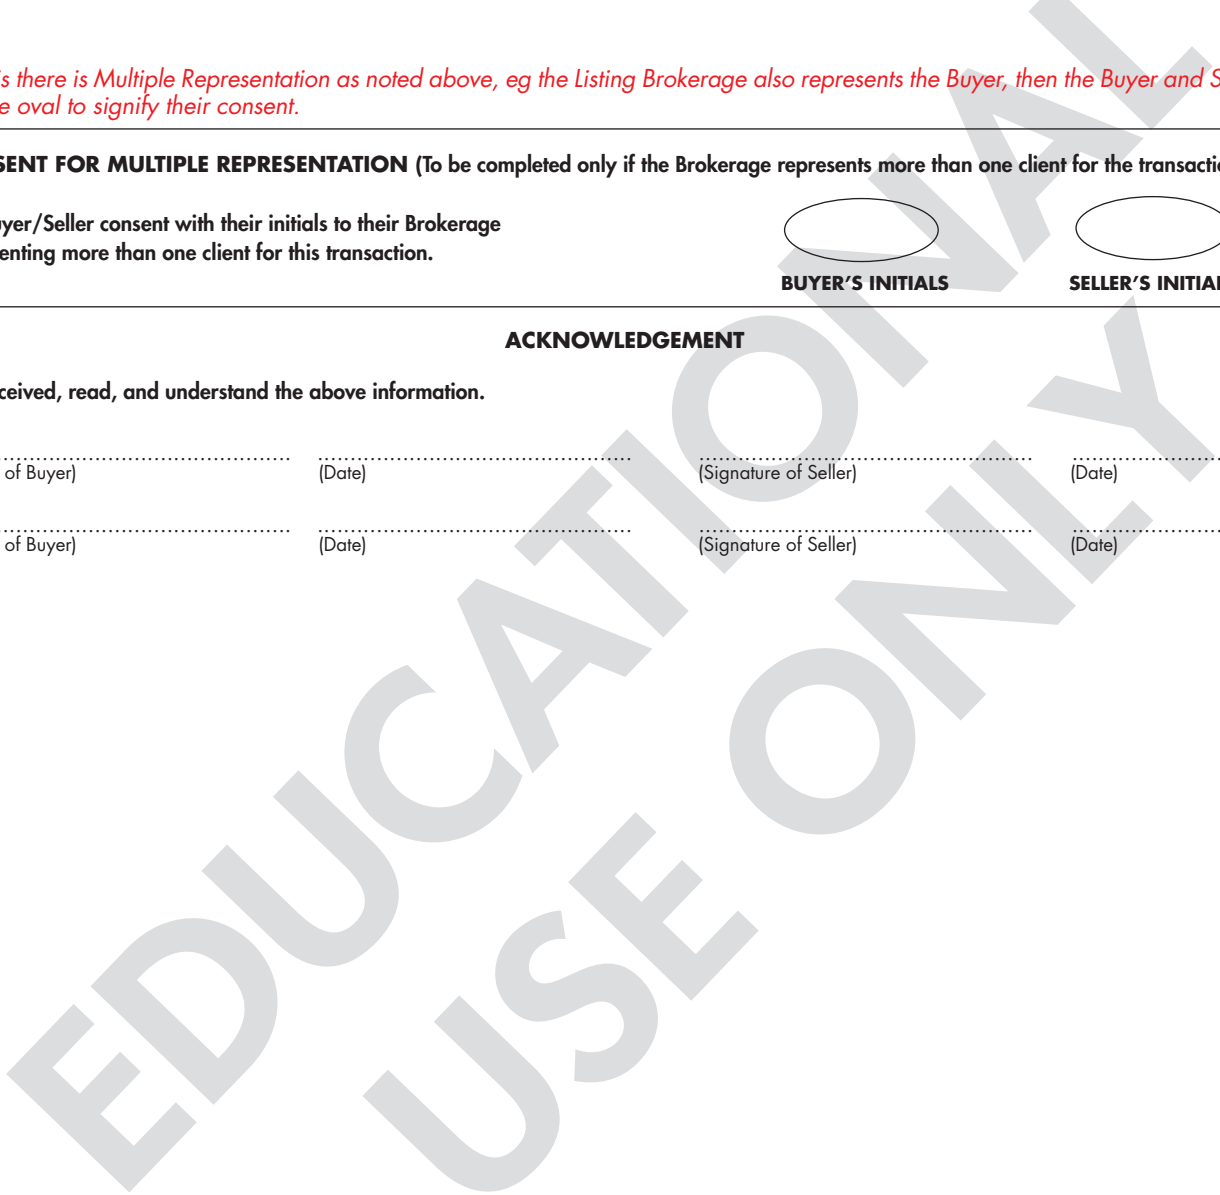 s there is Multiple Representation as noted above, eg the Listing Brokerage also represents the Buyer, then the Buyer and S
e oval to signify their consent.
SENT FOR MULTIPLE REPRESENTATION (To be completed only if the Brokerage represents more than one client for the transacti
yer/Seller consent with their initials to their Brokerage
enting more than one client for this transaction.
BUYER'S INITIALS SELLER'S INITIA
ACKNOWLEDGEMENT
ceived, read, and understand the above information.
of Buyer) (Date) (Signature of Seller) (Date)
of Buyer) (Date) (Signature of Seller) (Date)
EDUCATIONAL
USE ONLY